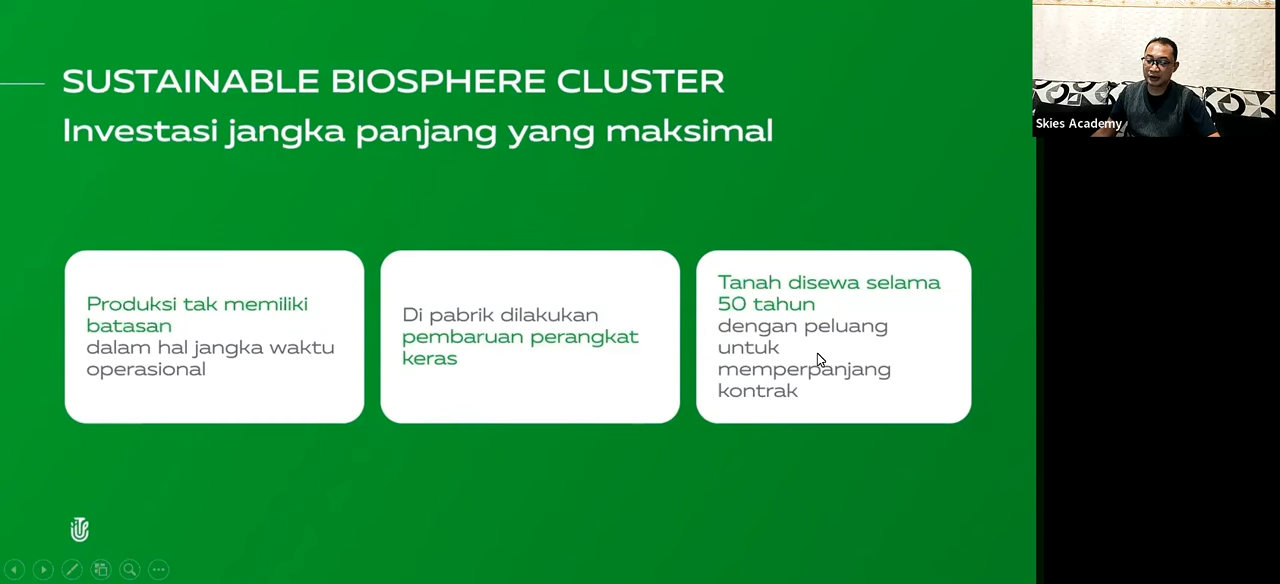 SUSTAINABLE BIOSPHERE CLUSTER
Investasi jangka panjang yang maksimal
Produksi tak memiliki
batasan
dalam hal jangka waktu
operasional
Di pabrik dilakukan
pembaruan perangkat
keras
Tanah disewa selama
50 tahun
dengan peluang
untuk
memperpanjang
kontrak
Skies Academy